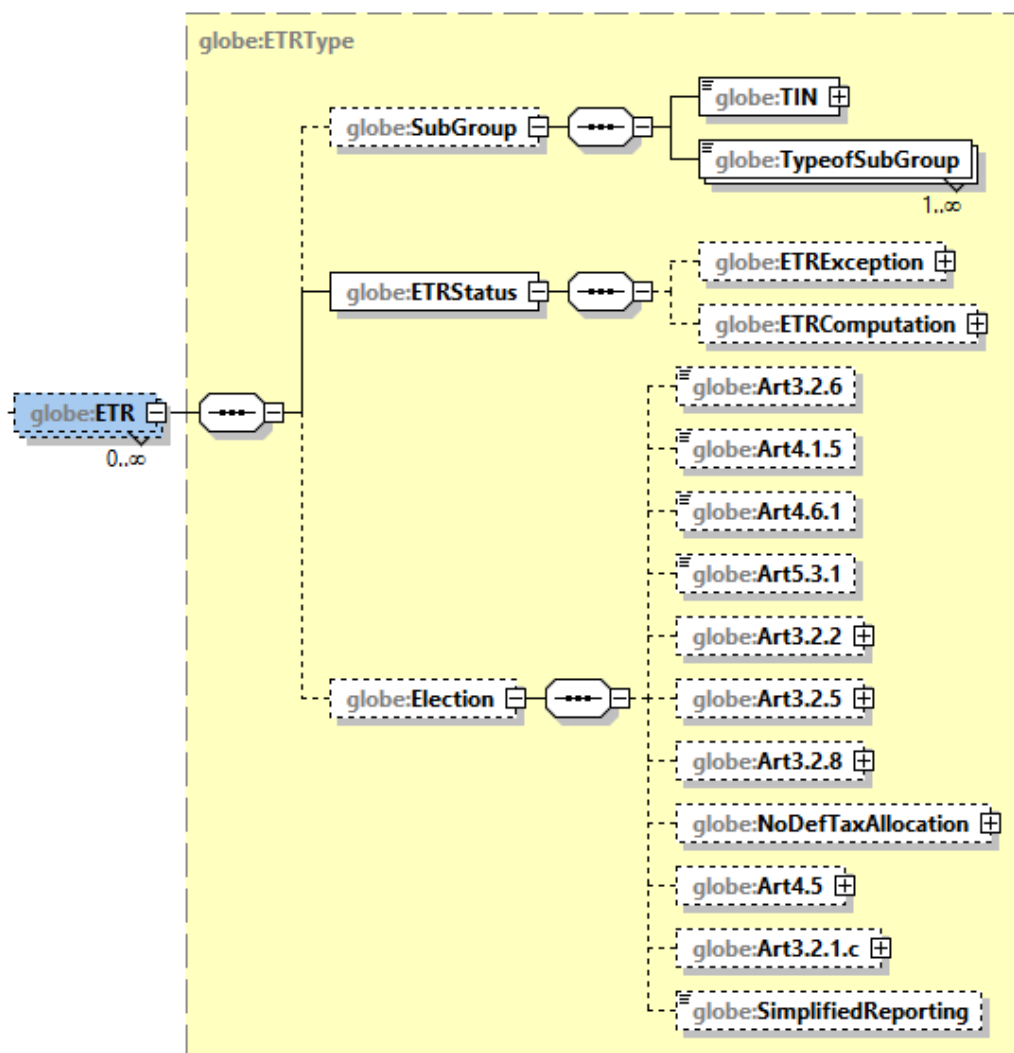 globe:ETRType
globe:SubGroup
globe:TIN
globe:TypeofSubGroup
1..∞
globe:ETRStatus
globe:ETRException
globe:ETRComputation
globe:ETR
0..∞
globe:Election
globe:Art3.2.6
globe:Art4.1.5
globe:Art4.6.1
globe:Art5.3.1
globe:Art3.2.2
globe:Art3.2.5
globe:Art3.2.8
globe:NoDefTaxAllocation
globe:Art4.5
globe:Art3.2.1.c
globe:SimplifiedReporting